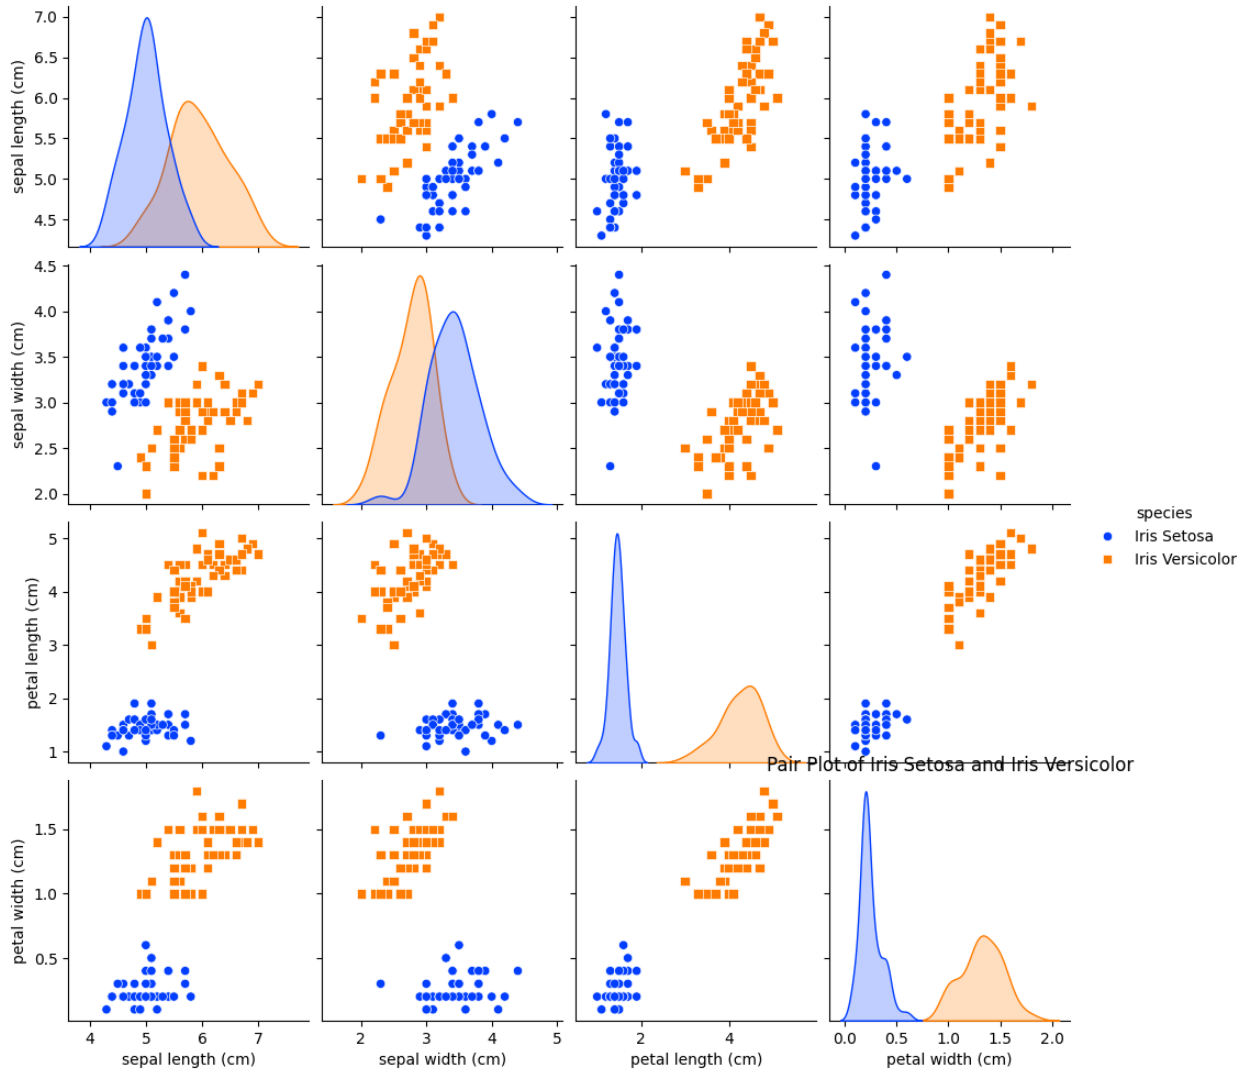 7.0
6.5
6.0
5.5
5.0
4.5
sepal length (cm)
4.5
4.0
3.5
3.0
2.5
2.0
sepal width (cm)
2 3 4 5
species
Iris Setosa
Iris Versicolor
5
4
3
2
1
petal length (cm)
Pair Plot of Iris Setosa and Iris Versicolor
1.5
1.0
0.5
petal width (cm)
4 5 6 7
sepal length (cm)
2 3 4 5
sepal width (cm)
2 4
petal length (cm)
0.0 0.5 1.0 1.5 2.0
petal width (cm)